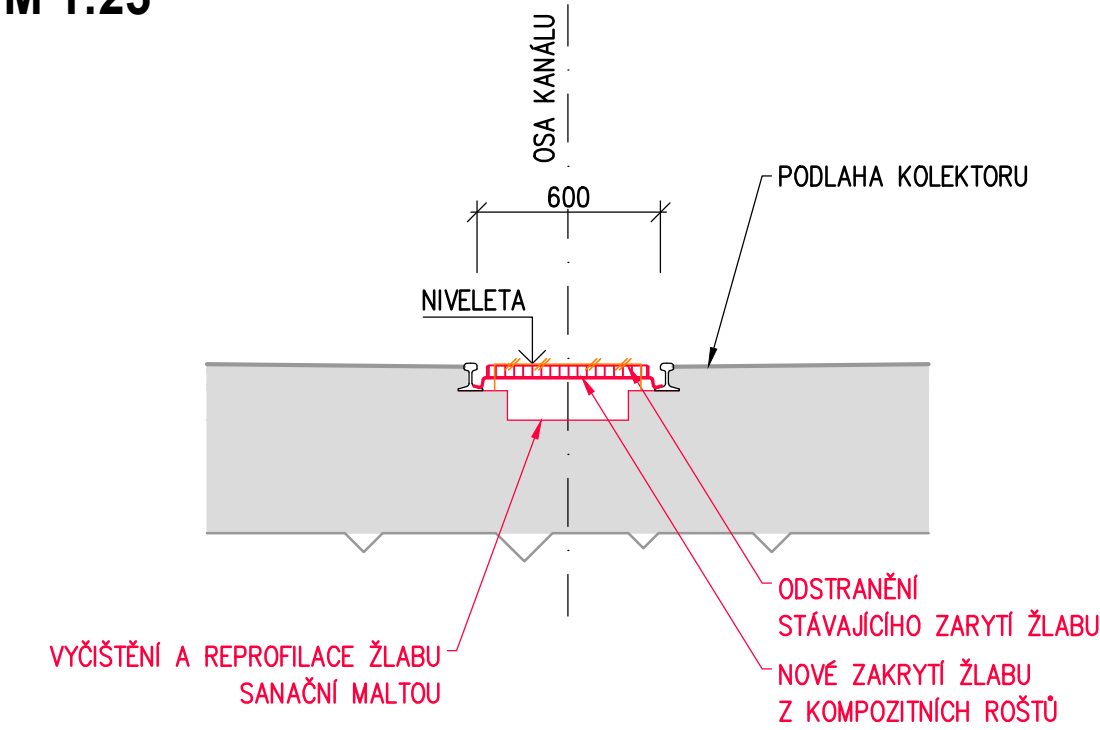 M 1:25
OSA KANÁLU
600
PODLAHA KOLEKTORU
NIVELETA
ODSTRANĚNÍ
STÁVAJÍCÍHO ZARYTÍ ŽLABU
VYČIŠTĚNÍ A REPROFILACE ŽLABU
SANAČNÍ MALTOU
NOVÉ ZAKRYTÍ ŽLABU
Z KOMPOZITNÍCH ROŠTŮ